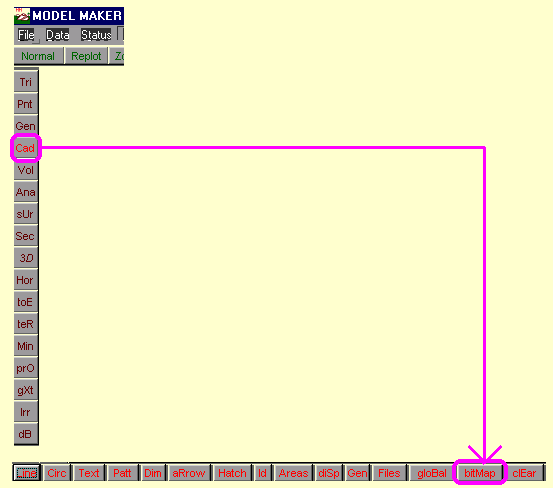 MODEL MAKER
File Data Status
Normal Replot
Tri
Pnt
Gen
Cad
Vol
Ana
sUr
Sec
3D
Hor
toE
teR
Min
prO
gXt
Irr
dB
Line Circ Text Patt Dim aRrow Hatch Id Areas diSp Gen Files gloBal bitMap clEar